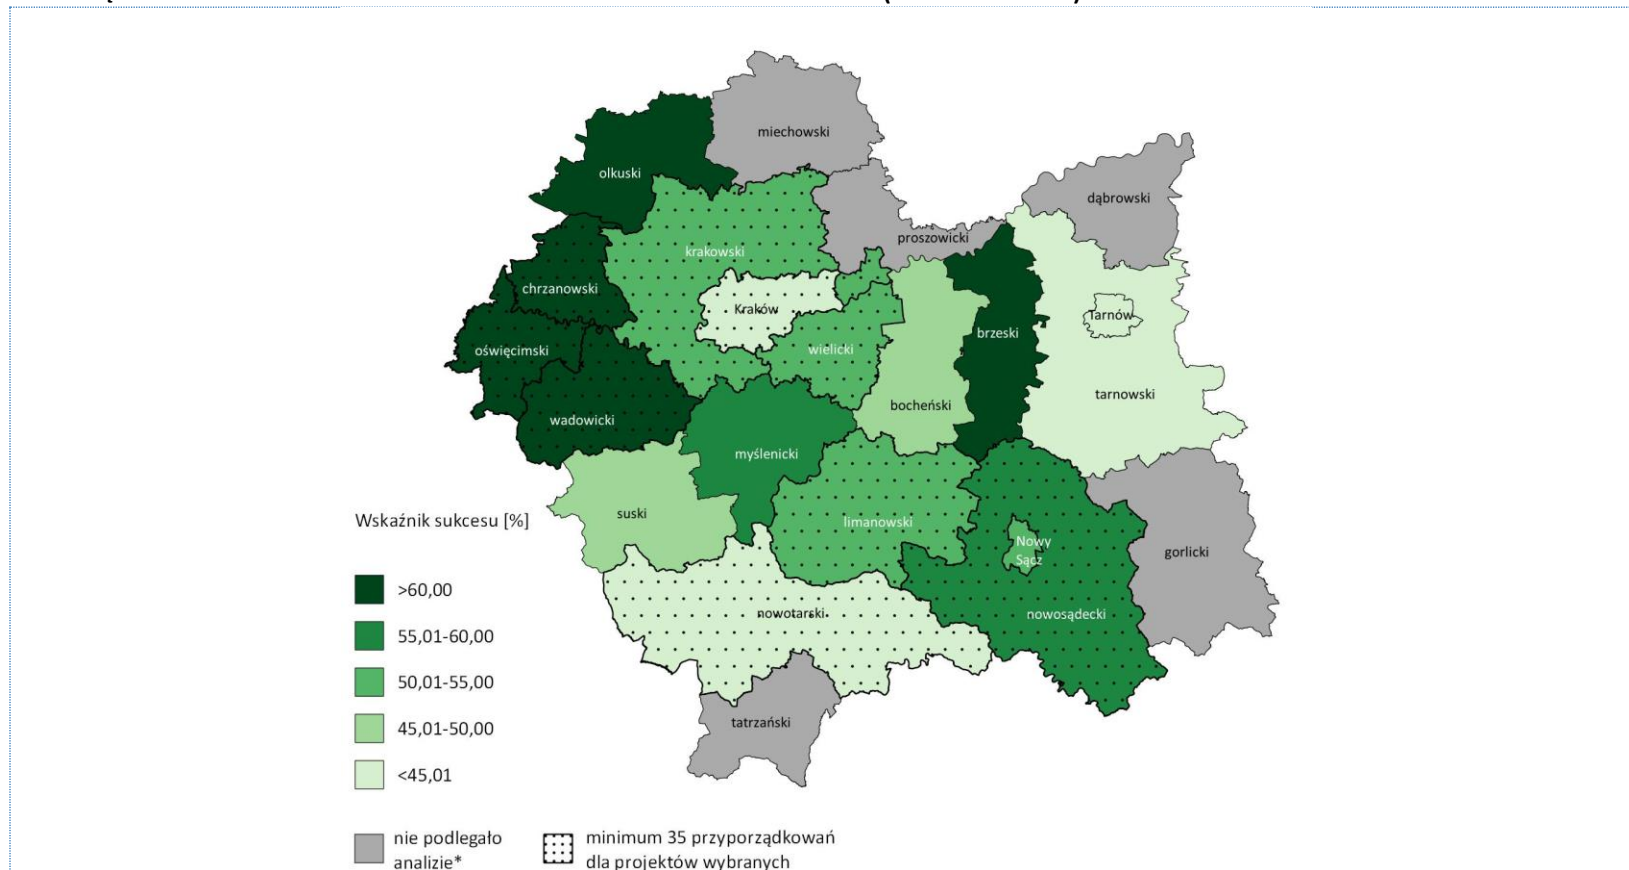 miechowski
olkuski
dąbrowski
krakowski
proszowicki
chrzanowski
Kraków
Tarnów
brzeski
oświęcimski
wielicki
tarnowski
bocheński
wadowicki
myślenicki
suski
limanowski
Nowy
Sącz
gorlicki
nowotarski
nowosądecki
tatrzański
Wskaźnik sukcesu [%]
>60,00
55,01-60,00
50,01-55,00
45,01-50,00
<45,01
nie podlegało
analizie*
minimum 35 przyporządkowań
dla projektów wybranych